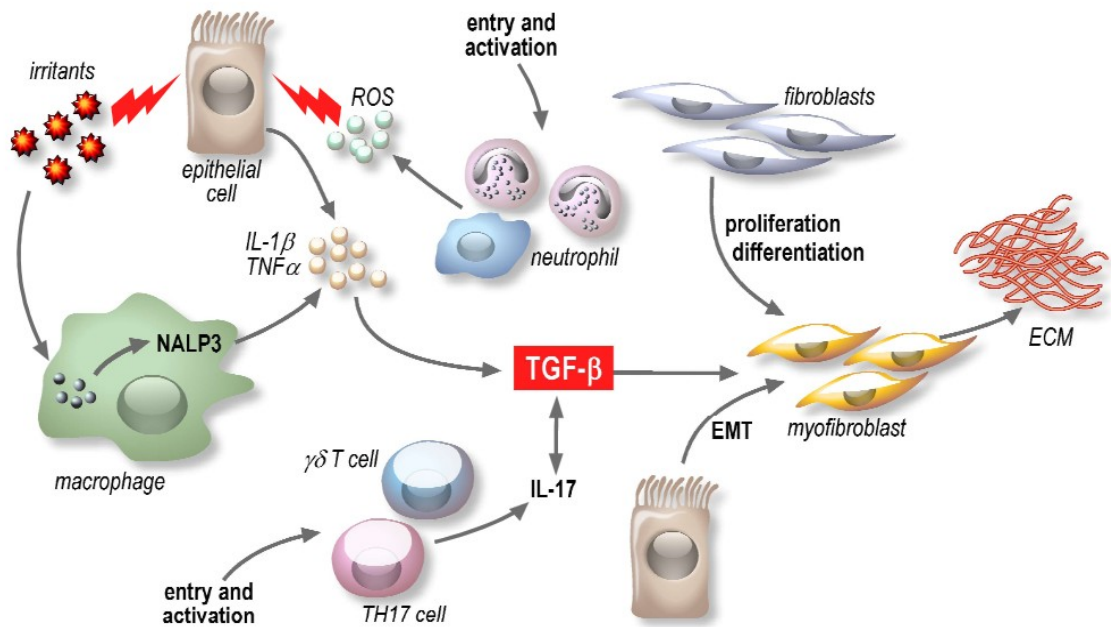 entry and
activation
irritants
ROS
fibroblasts
epithelial
cell
IL-1β
TNFα
neutrophil
proliferation
differentiation
NALP3
ECM
TGF-β
macrophage
EMT
myofibroblast
γδ T cell
IL-17
entry and
activation
TH17 cell